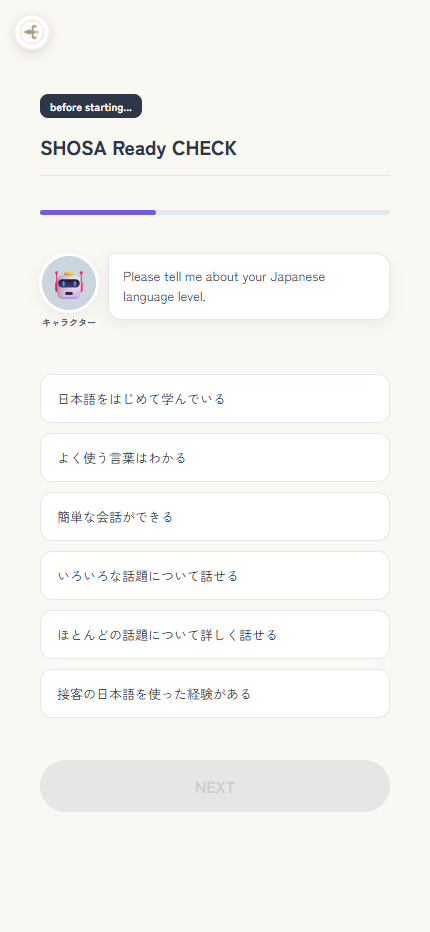 before starting...
SHOSA Ready CHECK
Please tell me about your Japanese
language level.
キャラクター
日本語をはじめて学んでいる
よく使う言葉はわかる
簡単な会話ができる
いろいろな話題について話せる
ほとんどの話題について詳しく話せる
接客の日本語を使った経験がある
NEXT